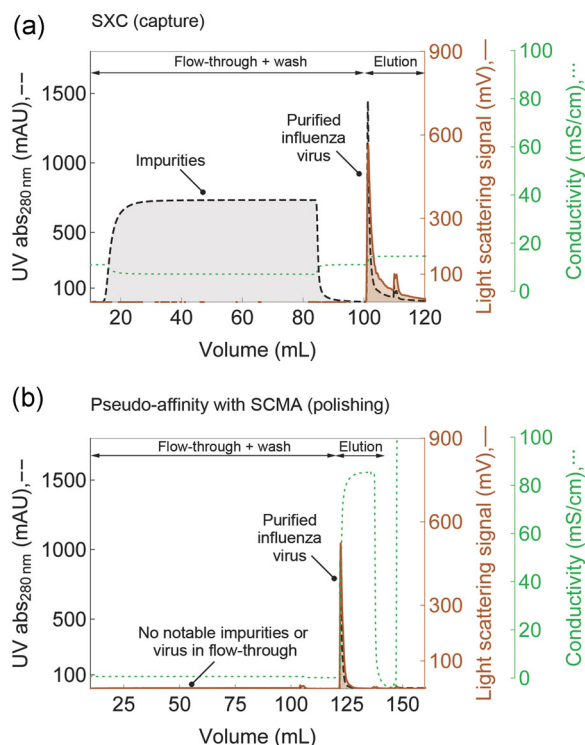 (a)
SXC (capture)
Flow-through + wash
Elution
UV abs280 nm (mAU),--
1500
1000
500
100
Impurities
Purified
influenza
virus
900
600
300
100
Light scattering signal (mV),—
100
80
60
40
20
0
Conductivity (mS/cm),...
20 40 60 80 100 120
Volume (mL)
(b)
Pseudo-affinity with SCMA (polishing)
Flow-through + wash
Elution
UV abs280 nm (mAU),--
1500
1000
500
100
Purified
influenza
virus
No notable impurities or
virus in flow-through
900
600
300
100
Light scattering signal (mV),—
100
80
60
40
20
0
Conductivity (mS/cm),...
25 50 75 100 125 150
Volume (mL)